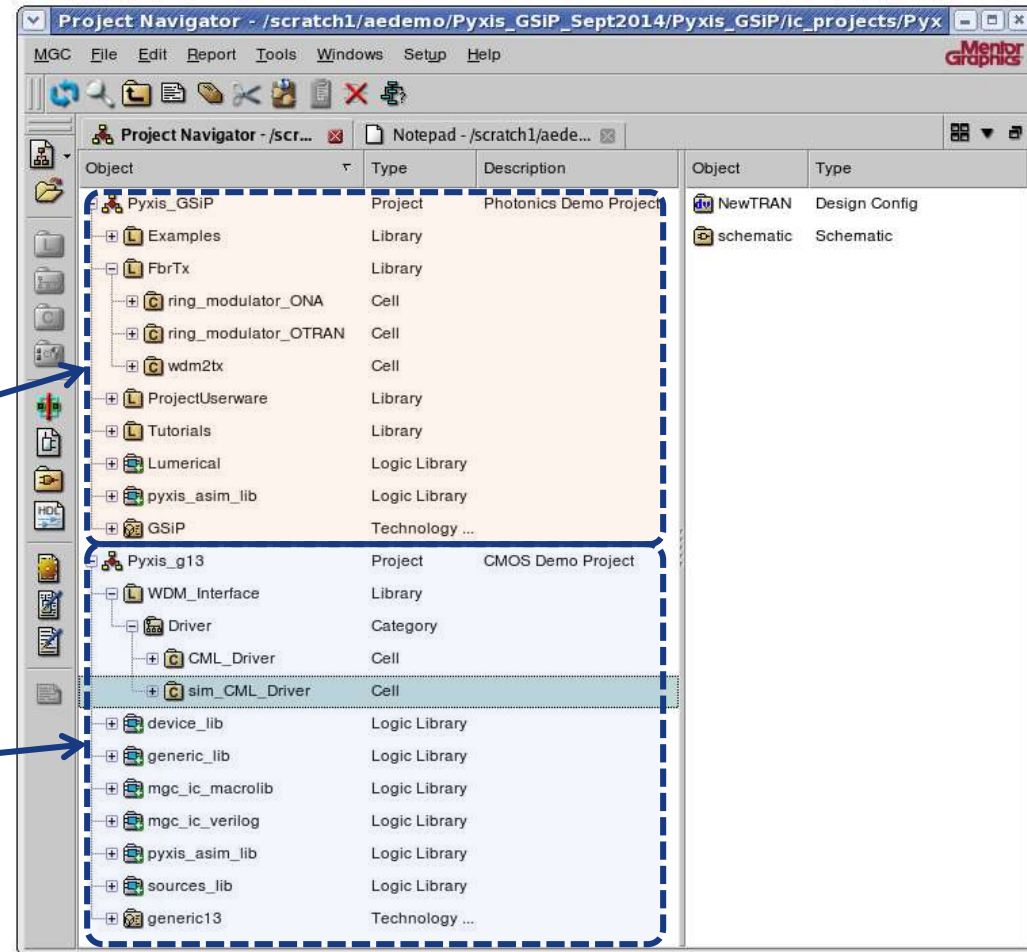 Project Navigator - /scratch1/aedemo/Pyxis_GSiP_Sept2014/Pyxis_GSiP/ic_projects/Pyx
MGC File Edit Report Tools Windows Setup Help
Mentor Graphics
Project Navigator - /scr... Notepad - /scratch1/aede...
Object Type Description Object Type
Pyxis_GSiP Project Photonics Demo Project NewTRAN Design Config
Examples Library schematic Schematic
FbrTx Library
ring_modulator_ONA Cell
ring_modulator_OTRAN Cell
wdm2tx Cell
ProjectUserware Library
Tutorials Library
Lumerical Logic Library
pyxis_asim_lib Logic Library
GSiP Technology ...
Pyxis_g13 Project CMOS Demo Project
WDM_Interface Library
Driver Category
CML_Driver Cell
sim_CML_Driver Cell
device_lib Logic Library
generic_lib Logic Library
mgc_ic_macrolib Logic Library
mgc_ic_verilog Logic Library
pyxis_asim_lib Logic Library
sources_lib Logic Library
generic13 Technology ...